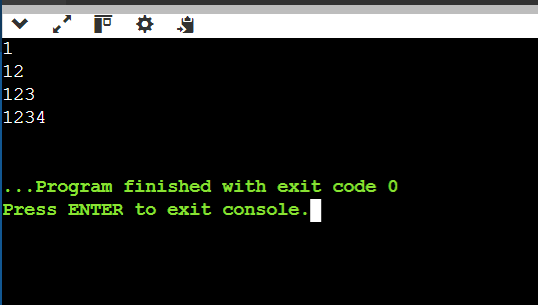 1
12
123
1234
...Program finished with exit code 0
Press ENTER to exit console.